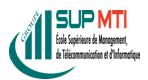 GROUPE
SUP MTI
École Supérieure de Management,
de Télécommunication et d'Informatique